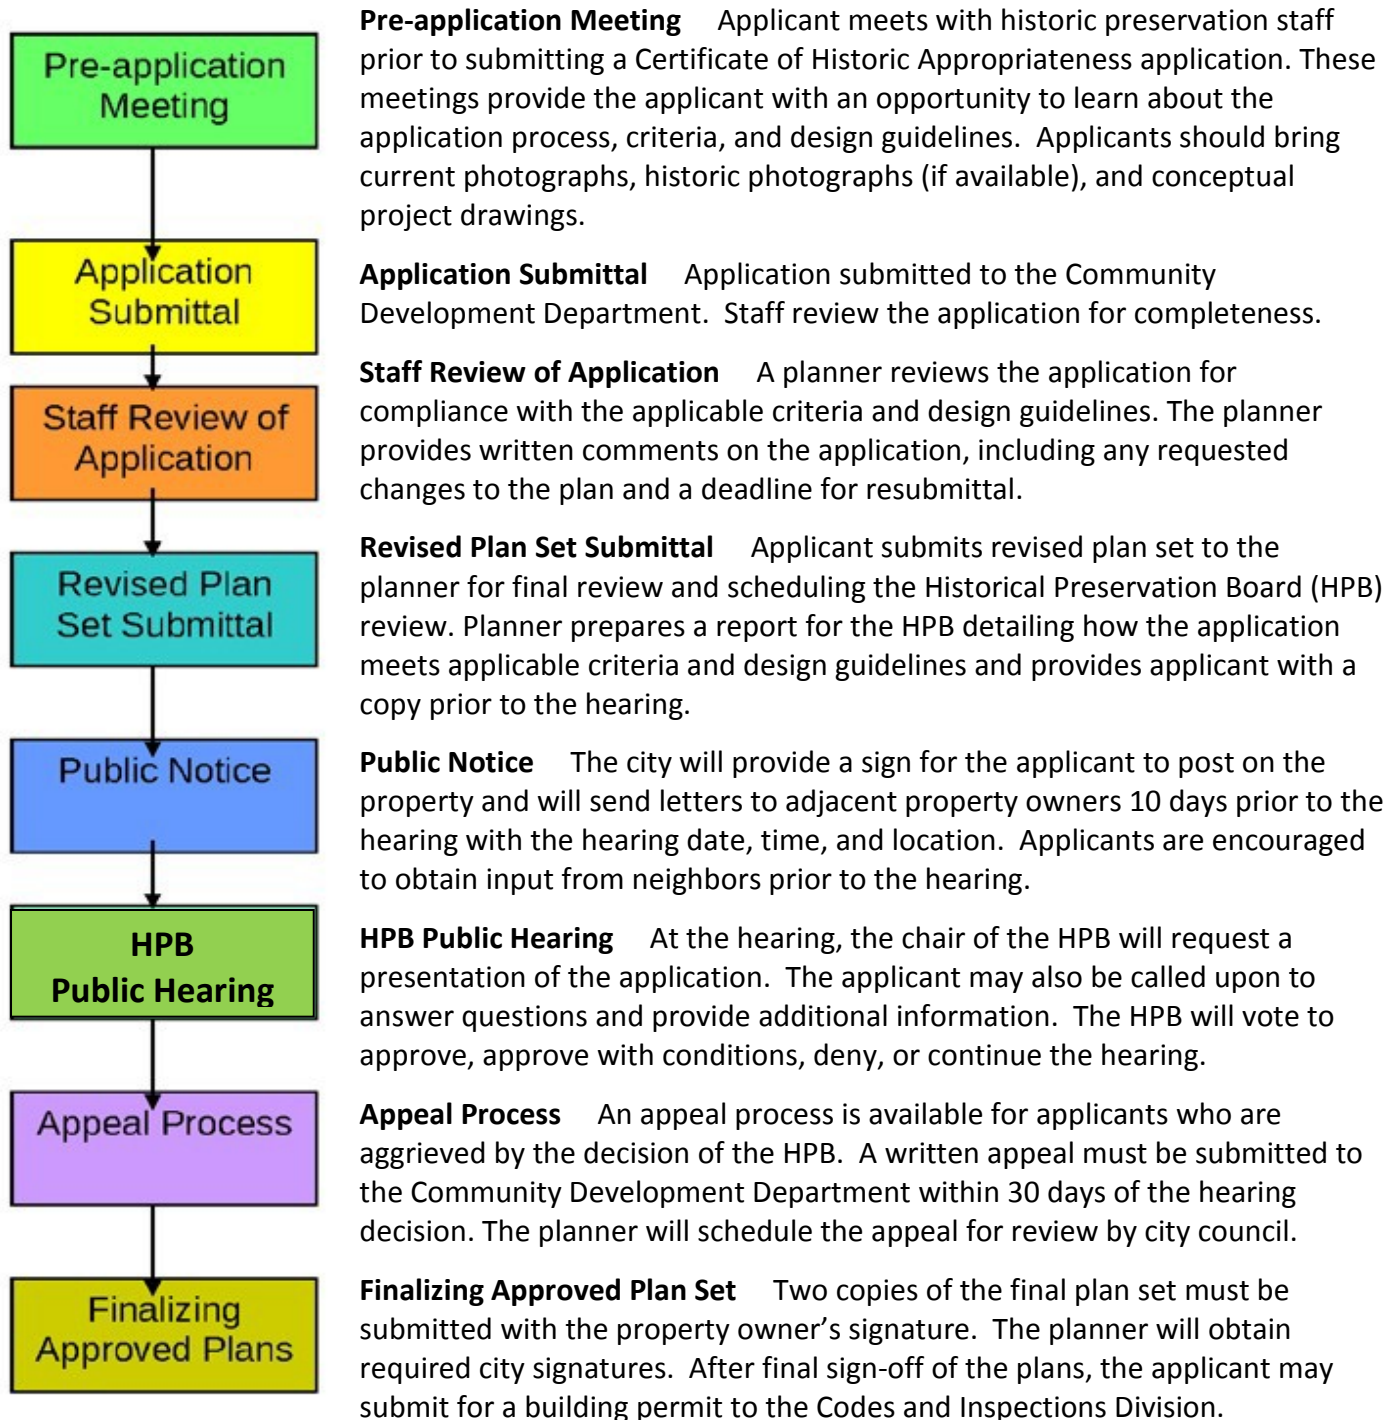 Pre-application
Meeting
Pre-application Meeting Applicant meets with historic preservation staff
prior to submitting a Certificate of Historic Appropriateness application. These
meetings provide the applicant with an opportunity to learn about the
application process, criteria, and design guidelines. Applicants should bring
current photographs, historic photographs (if available), and conceptual
project drawings.
Application
Submittal
Application Submittal Application submitted to the Community
Development Department. Staff review the application for completeness.
Staff Review of
Application
Staff Review of Application A planner reviews the application for
compliance with the applicable criteria and design guidelines. The planner
provides written comments on the application, including any requested
changes to the plan and a deadline for resubmittal.
Revised Plan
Set Submittal
Revised Plan Set Submittal Applicant submits revised plan set to the
planner for final review and scheduling the Historical Preservation Board (HPB)
review. Planner prepares a report for the HPB detailing how the application
meets applicable criteria and design guidelines and provides applicant with a
copy prior to the hearing.
Public Notice
Public Notice The city will provide a sign for the applicant to post on the
property and will send letters to adjacent property owners 10 days prior to the
hearing with the hearing date, time, and location. Applicants are encouraged
to obtain input from neighbors prior to the hearing.
HPB
Public Hearing
HPB Public Hearing At the hearing, the chair of the HPB will request a
presentation of the application. The applicant may also be called upon to
answer questions and provide additional information. The HPB will vote to
approve, approve with conditions, deny, or continue the hearing.
Appeal Process
Appeal Process An appeal process is available for applicants who are
aggrieved by the decision of the HPB. A written appeal must be submitted to
the Community Development Department within 30 days of the hearing
decision. The planner will schedule the appeal for review by city council.
Finalizing
Approved Plans
Finalizing Approved Plan Set Two copies of the final plan set must be
submitted with the property owner’s signature. The planner will obtain
required city signatures. After final sign-off of the plans, the applicant may
submit for a building permit to the Codes and Inspections Division.